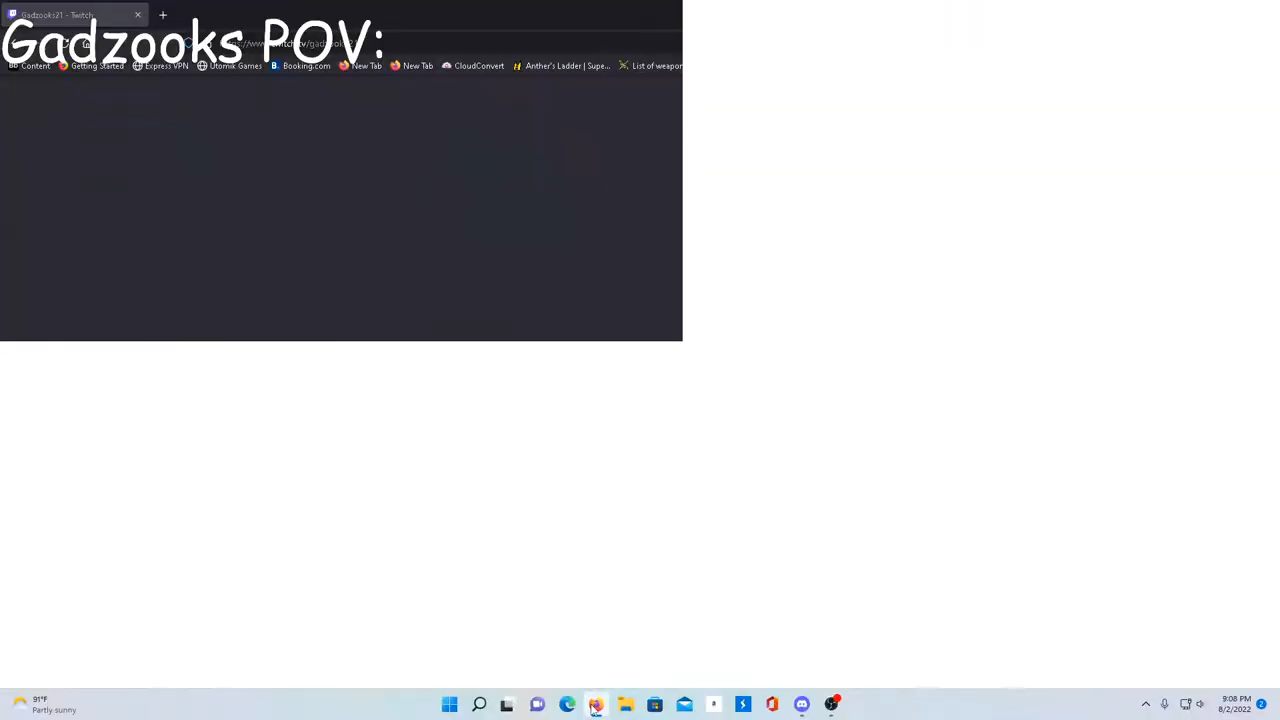 Gadzooks21 - Twitch
Gadzooks POV:
Content Getting Started Express VPN Utomik Games Booking.com New Tab New Tab CloudConvert Anther's Ladder | Supe... List of weapon
91°F
Partly sunny
9:08 PM
8/2/2022
2